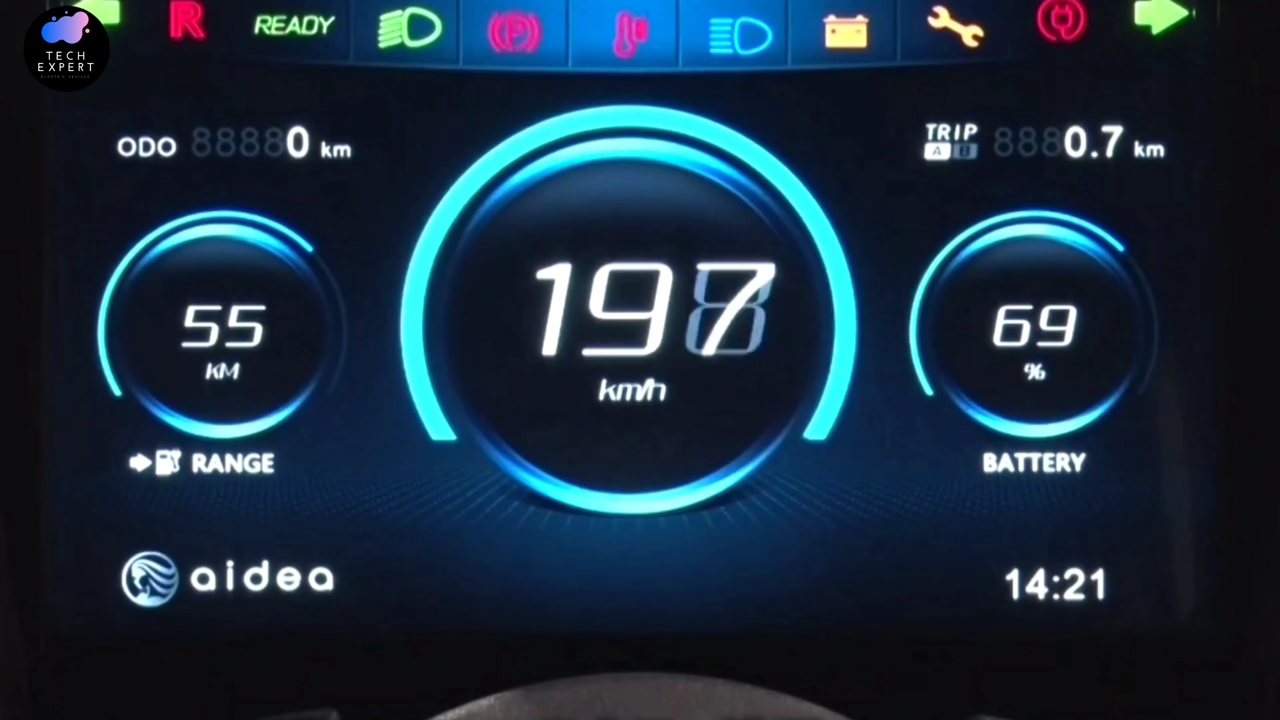 TECH
EXPERT
R
READY
ODO 0 km
TRIP
A B
0.7 km
55
KM
197
km/h
69
%
RANGE
BATTERY
aidea
14:21